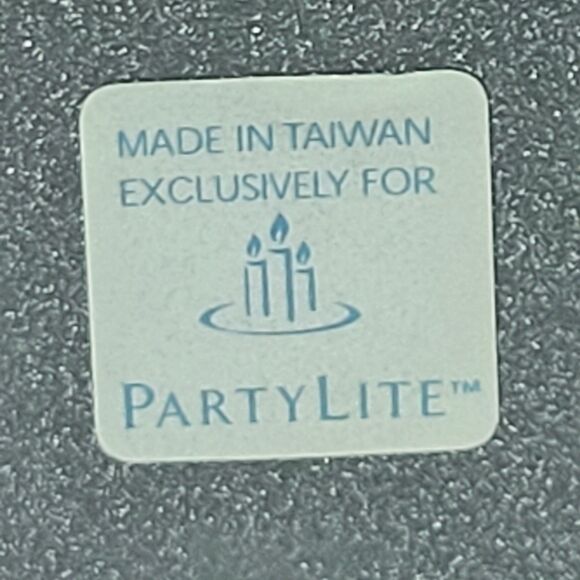 MADE IN TAIWAN
EXCLUSIVELY FOR
PARTYLITE™